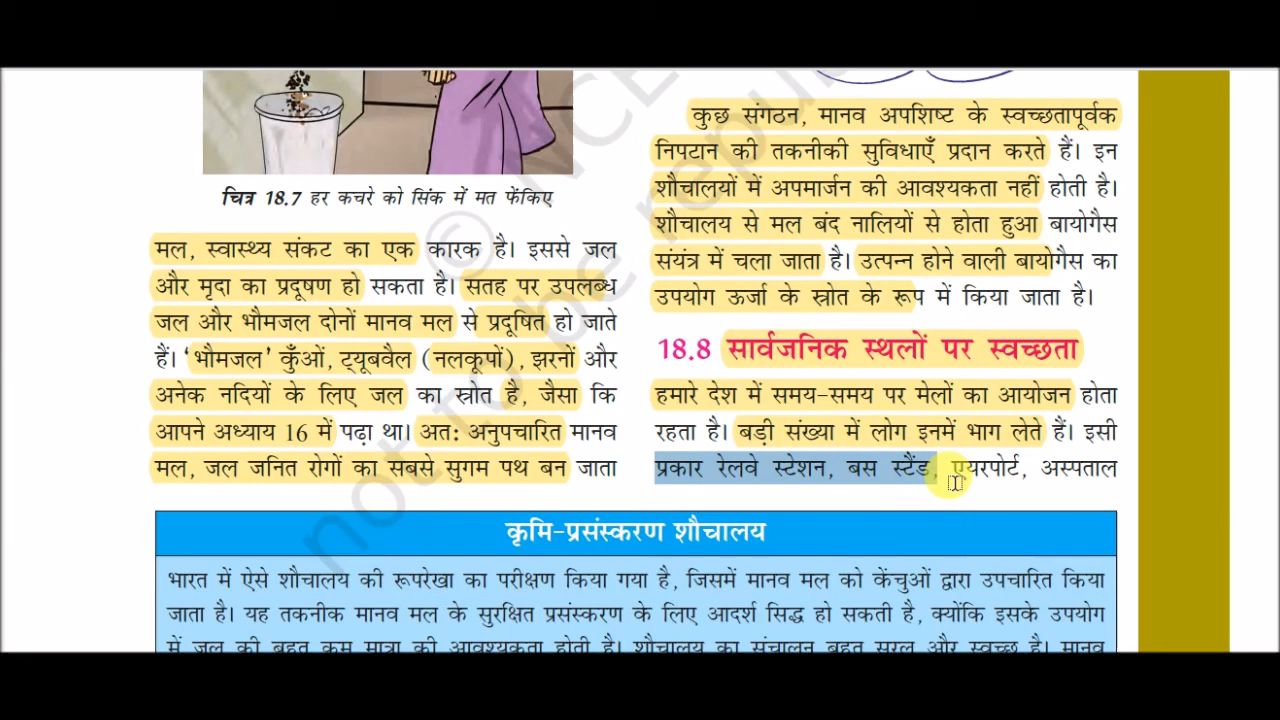 चित्र 18.7 हर कचरे को सिंक में मत फेंकिए
मल, स्वास्थ्य संकट का एक कारक है। इससे जल
और मृदा का प्रदूषण हो सकता है। सतह पर उपलब्ध
जल और भौमजल दोनों मानव मल से प्रदूषित हो जाते
हैं। ‘भौमजल’ कुँओं, ट्यूबवैल (नलकूपों), झरनों और
अनेक नदियों के लिए जल का स्रोत है, जैसा कि
आपने अध्याय 16 में पढ़ा था। अत: अनुपचारित मानव
मल, जल जनित रोगों का सबसे सुगम पथ बन जाता
कुछ संगठन, मानव अपशिष्ट के स्वच्छतापूर्वक
निपटान की तकनीकी सुविधाएँ प्रदान करते हैं। इन
शौचालयों में अपमार्जन की आवश्यकता नहीं होती है।
शौचालय से मल बंद नालियों से होता हुआ बायोगैस
संयंत्र में चला जाता है। उत्पन्न होने वाली बायोगैस का
उपयोग ऊर्जा के स्रोत के रूप में किया जाता है।
18.8 सार्वजनिक स्थलों पर स्वच्छता
हमारे देश में समय-समय पर मेलों का आयोजन होता
रहता है। बड़ी संख्या में लोग इनमें भाग लेते हैं। इसी
प्रकार रेलवे स्टेशन, बस स्टैंड, एयरपोर्ट, अस्पताल
कृमि-प्रसंस्करण शौचालय
भारत में ऐसे शौचालय की रूपरेखा का परीक्षण किया गया है, जिसमें मानव मल को केंचुओं द्वारा उपचारित किया
जाता है। यह तकनीक मानव मल के सुरक्षित प्रसंस्करण के लिए आदर्श सिद्ध हो सकती है, क्योंकि इसके उपयोग
में जल की बहुत कम मात्रा की आवश्यकता होती है। शौचालय का संचालन बहुत सरल और स्वच्छ है। मानव
© NCE
not to be repu